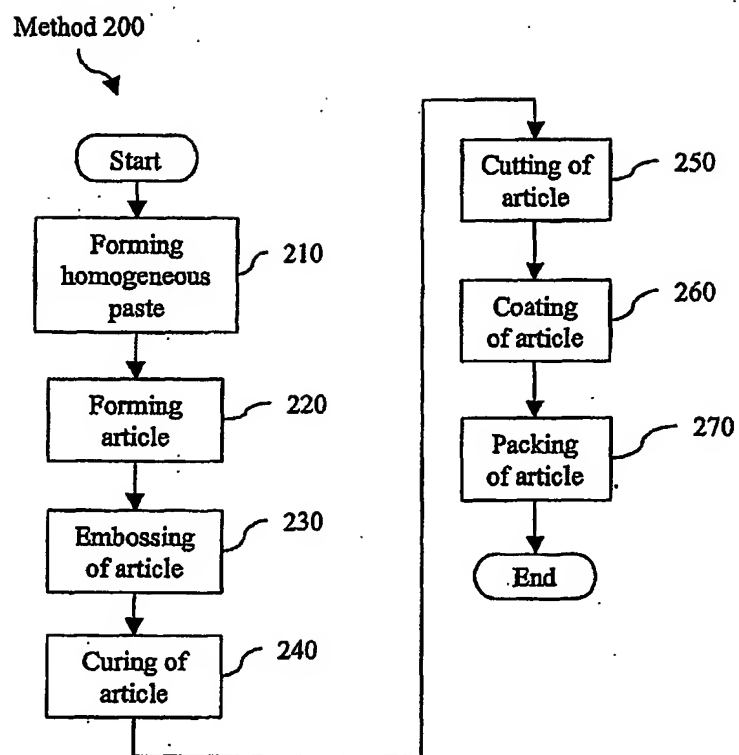 Method 200
Start
Forming
homogeneous
paste
210
Forming
article
220
Embossing
of article
230
Curing of
article
240
Cutting of
article
250
Coating
of article
260
Packing
of article
270
End